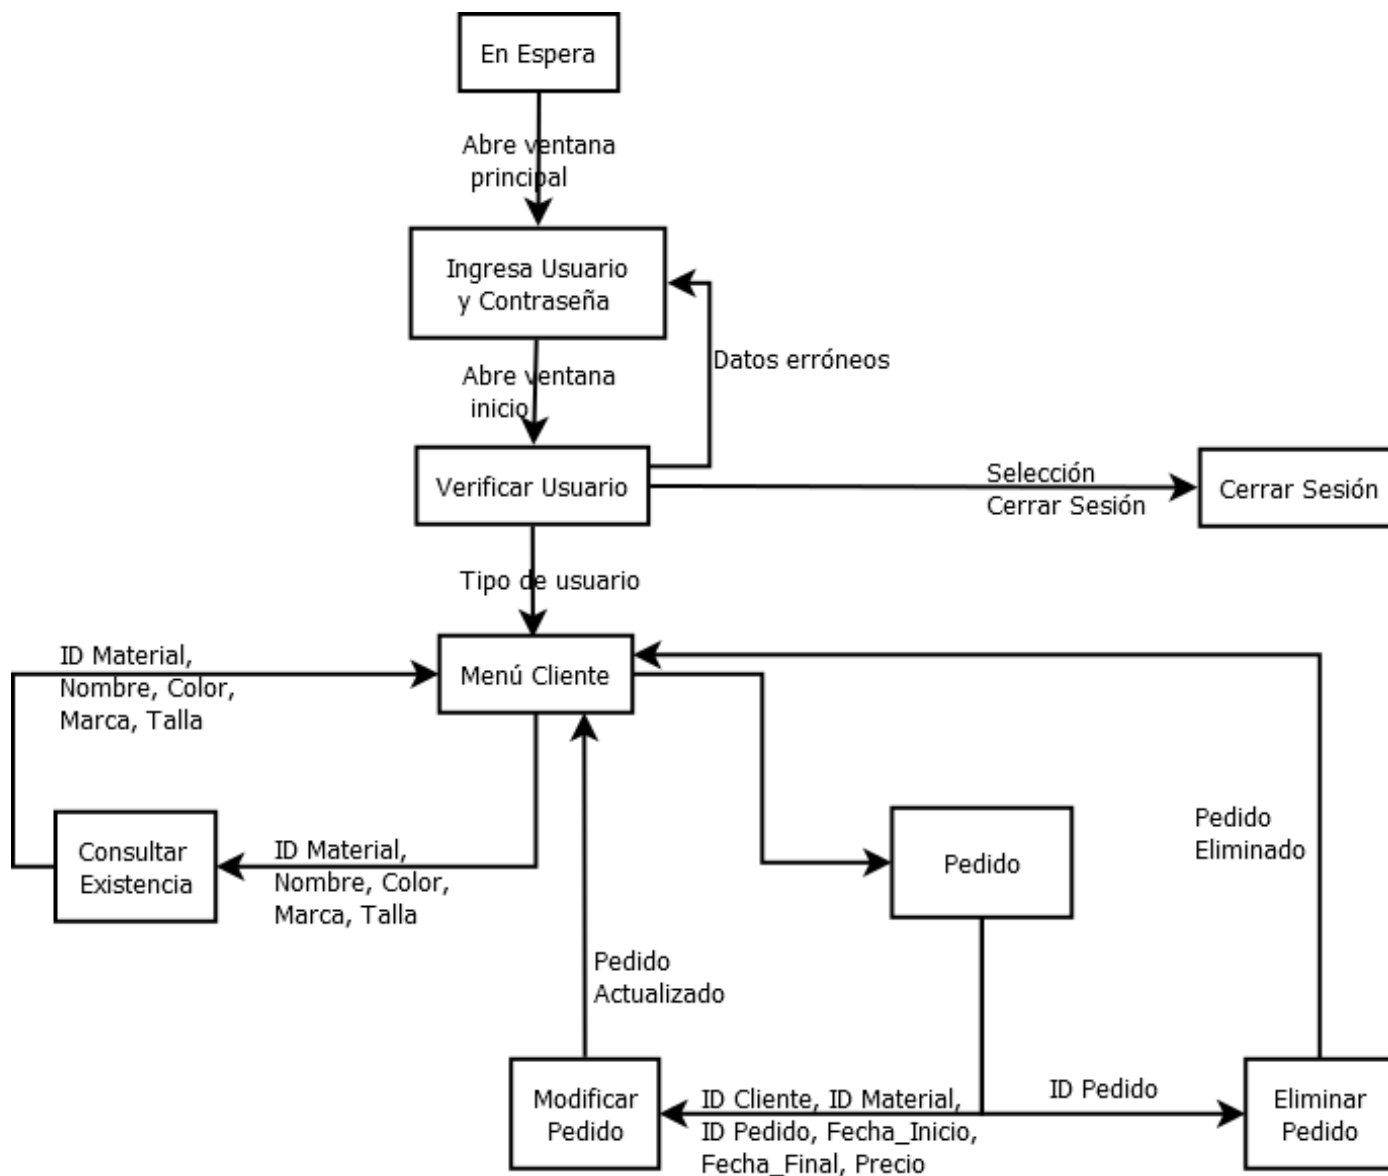 En Espera
Abre ventana
principal
Ingresa Usuario
y Contraseña
Datos erróneos
Abre ventana
inicio
Verificar Usuario
Selección
Cerrar Sesión
Cerrar Sesión
Tipo de usuario
ID Material,
Nombre, Color,
Marca, Talla
Menú Cliente
Consultar
Existencia
ID Material,
Nombre, Color,
Marca, Talla
Pedido
Pedido
Eliminado
Pedido
Actualizado
Modificar
Pedido
ID Cliente, ID Material,
ID Pedido, Fecha_Inicio,
Fecha_Final, Precio
ID Pedido
Eliminar
Pedido